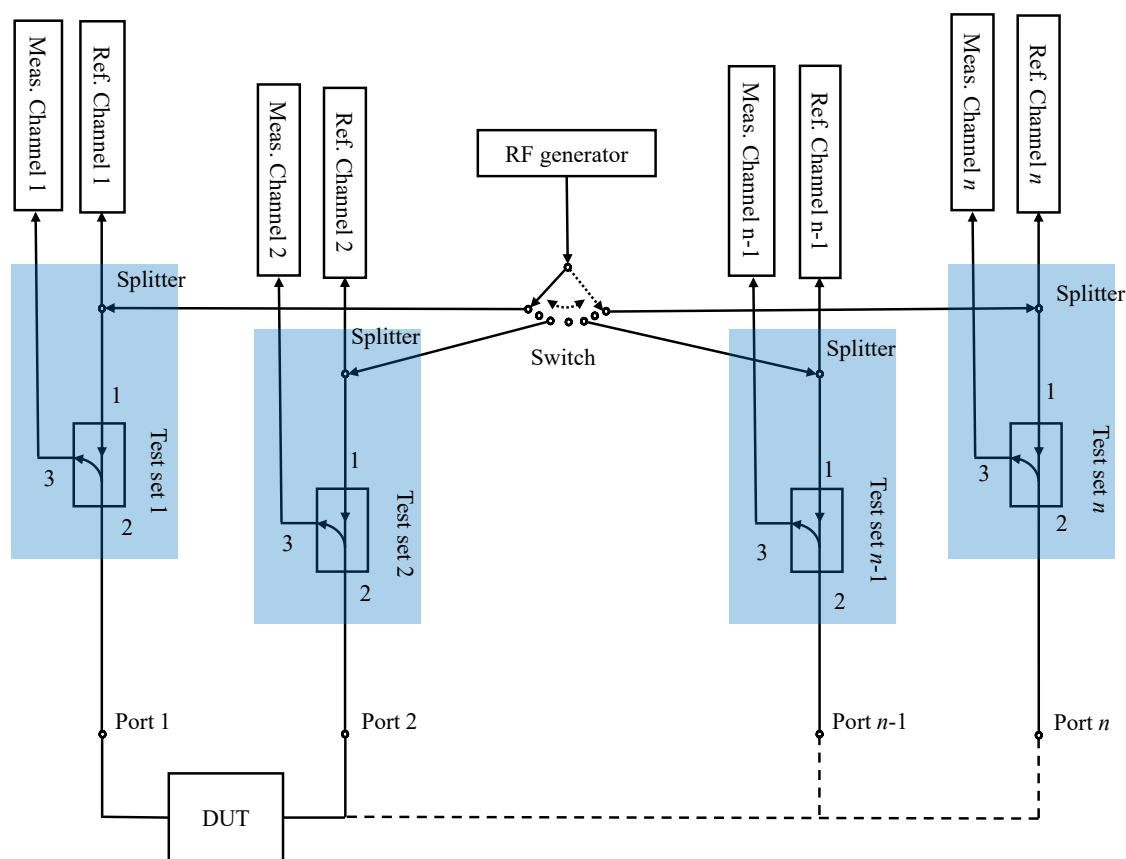 Meas. Channel 1
Ref. Channel 1
Meas. Channel 2
Ref. Channel 2
RF generator
Meas. Channel n-1
Ref. Channel n-1
Meas. Channel n
Ref. Channel n
Splitter
Splitter
Switch
Splitter
Splitter
1
3
2
Test set 1
1
3
2
Test set 2
1
3
2
Test set n-1
1
3
2
Test set n
Port 1
Port 2
Port n-1
Port n
DUT